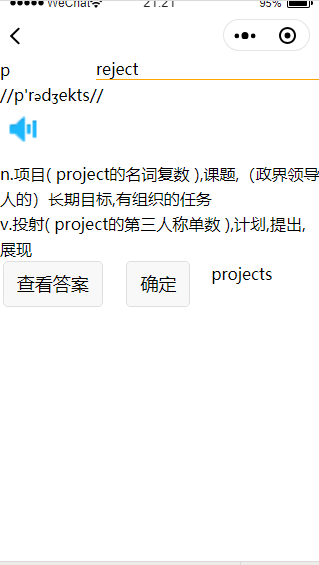 WeChat 21:21 95%
p reject
//p'rədʒekts//
n.项目( project的名词复数 ),课题,（政界领导
人的）长期目标,有组织的任务
v.投射( project的第三人称单数 ),计划,提出,
展现
查看答案 确定 projects